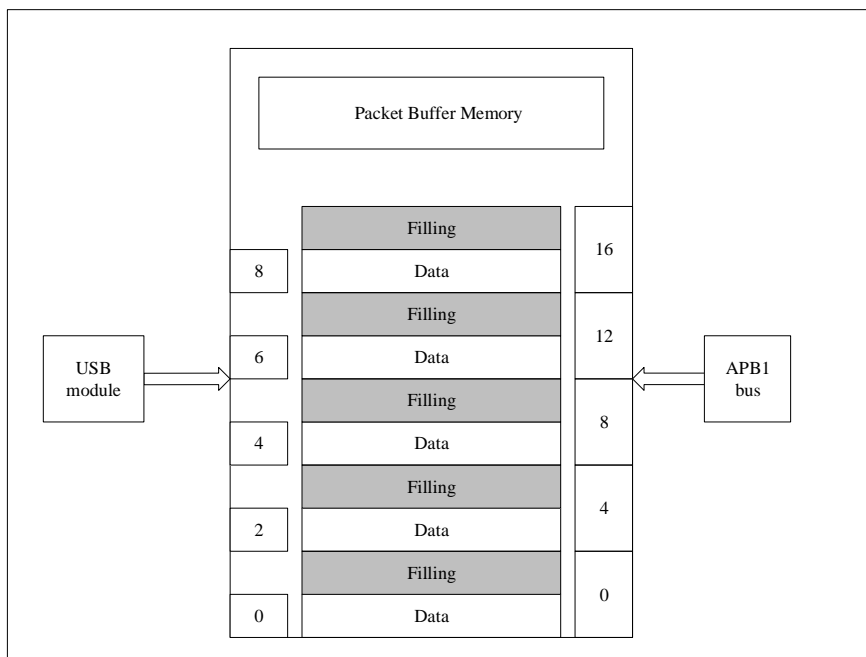 Packet Buffer Memory
Filling
16
8
Data
Filling
12
USB
module
6
Data
APB1
bus
Filling
8
4
Data
Filling
4
2
Data
Filling
0
0
Data